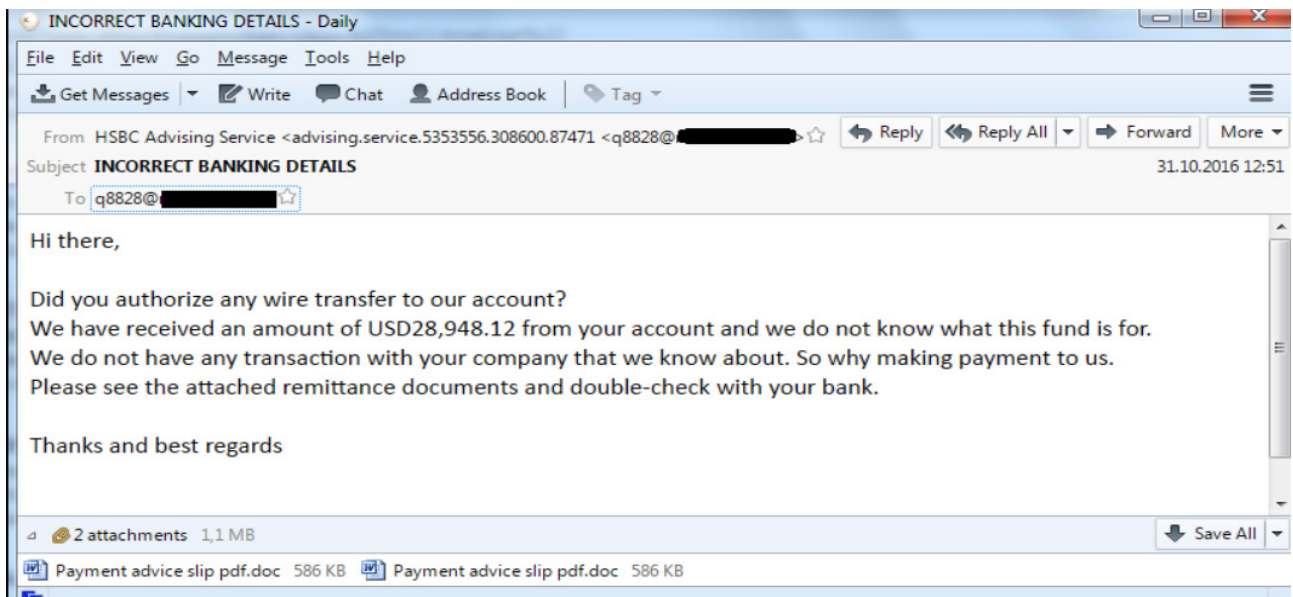 INCORRECT BANKING DETAILS - Daily
File Edit View Go Message Tools Help
Get Messages Write Chat Address Book Tag
From HSBC Advising Service <advising.service.5353556.308600.87471 <q8828@ > Reply Reply All Forward More
Subject INCORRECT BANKING DETAILS 31.10.2016 12:51
To q8828@
Hi there,
Did you authorize any wire transfer to our account?
We have received an amount of USD28,948.12 from your account and we do not know what this fund is for.
We do not have any transaction with your company that we know about. So why making payment to us.
Please see the attached remittance documents and double-check with your bank.
Thanks and best regards
2 attachments 1,1 MB Save All
Payment advice slip pdf.doc 586 KB Payment advice slip pdf.doc 586 KB